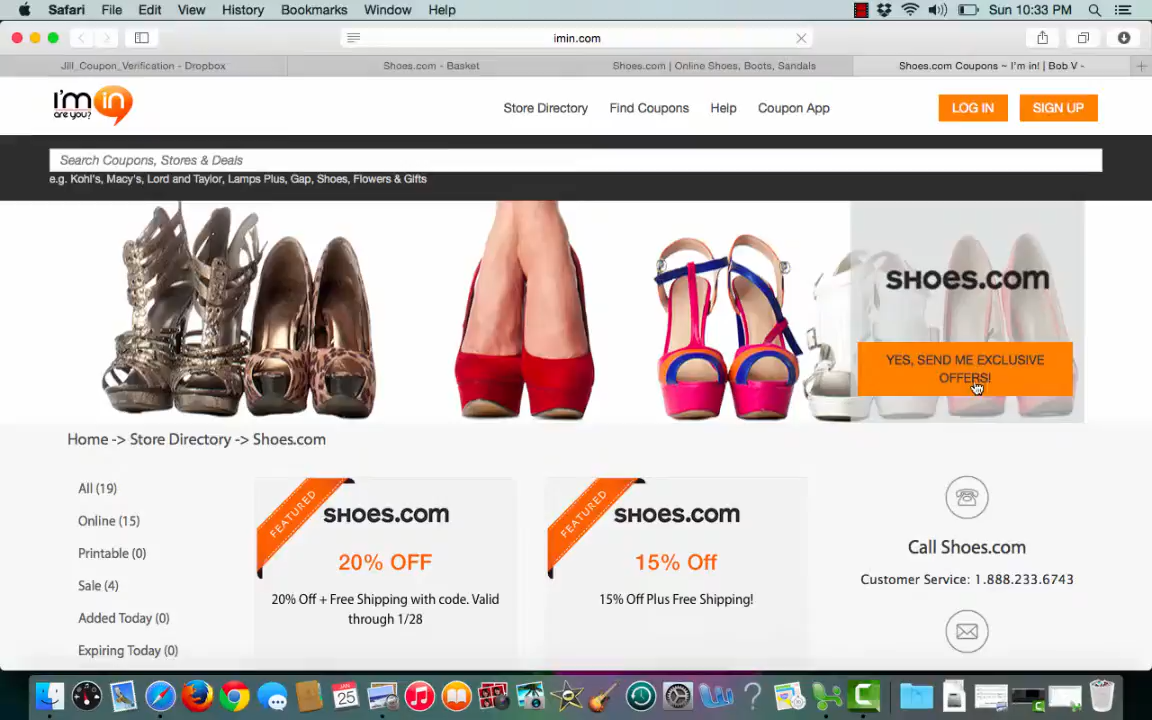 Safari File Edit View History Bookmarks Window Help Sun 10:33 PM
imin.com
Jill_Coupon_Verification - Dropbox Shoes.com - Basket Shoes.com | Online Shoes, Boots, Sandals Shoes.com Coupons ~ I'm in! | Bob V -
I'm in
are you?
Store Directory Find Coupons Help Coupon App LOG IN SIGN UP
Search Coupons, Stores & Deals
e.g. Kohl's, Macy's, Lord and Taylor, Lamps Plus, Gap, Shoes, Flowers & Gifts
SHOES.COM
YES, SEND ME EXCLUSIVE
OFFERS!
Home -> Store Directory -> Shoes.com
All (19)
Online (15)
Printable (0)
Sale (4)
Added Today (0)
Expiring Today (0)
FEATURED
SHOES.COM
20% OFF
20% Off + Free Shipping with code. Valid
through 1/28
FEATURED
SHOES.COM
15% Off
15% Off Plus Free Shipping!
Call Shoes.com
Customer Service: 1.888.233.6743
JAN
25